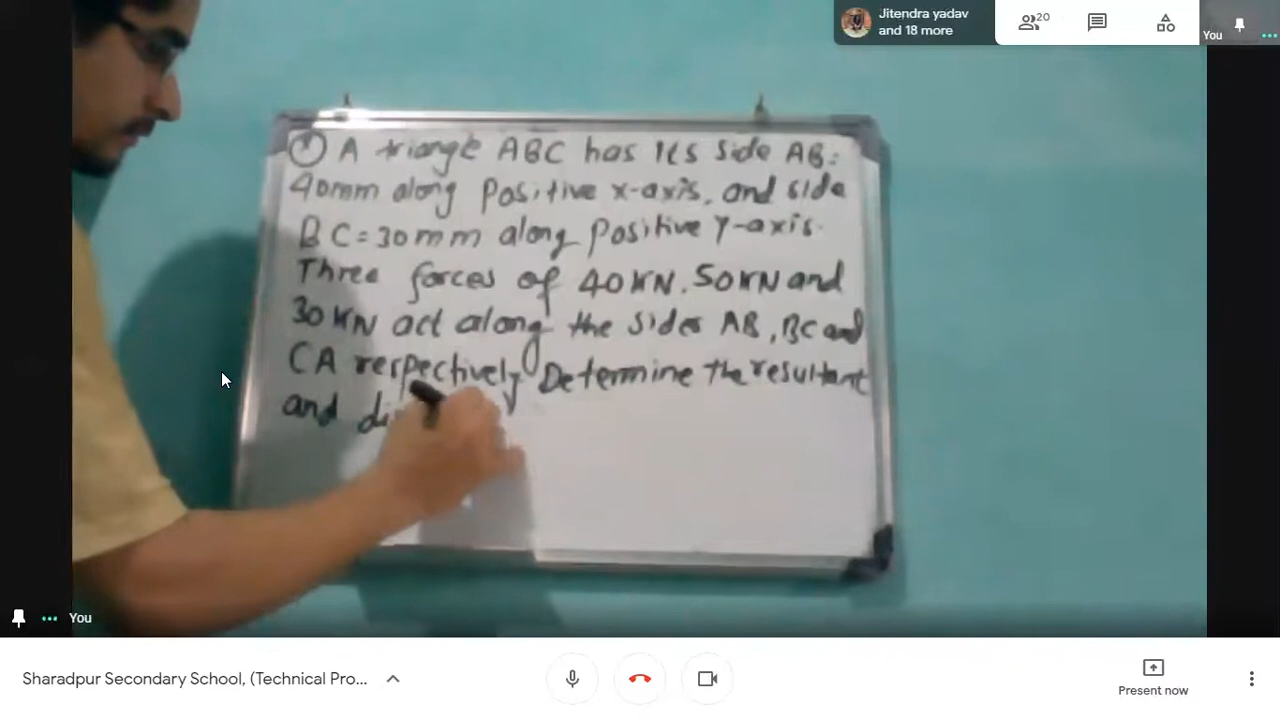 Jitendra yadav
and 18 more
20
You
① A triangle ABC has its side AB=
40mm along positive x-axis, and side
BC=30mm along positive Y-axis.
Three forces of 40KN, 50KN and
30KN act along the sides AB, BC and
CA respectively Determine the resultant
and di
You
Sharadpur Secondary School, (Technical Pro...
Present now